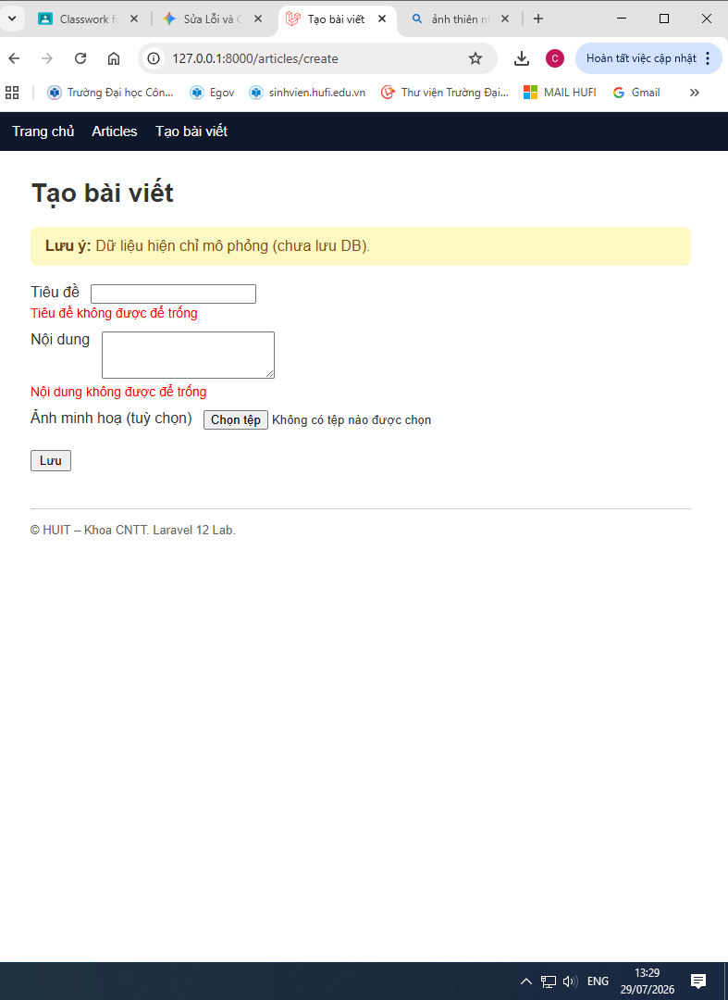 Classwork f
Sửa Lỗi và C
Tạo bài viết
ảnh thiên n
127.0.0.1:8000/articles/create
C
Hoàn tất việc cập nhật
Trường Đại học Côn...
Egov
sinhvien.hufi.edu.vn
Thư viện Trường Đại...
MAIL HUFI
Gmail
Trang chủ Articles Tạo bài viết
Tạo bài viết
Lưu ý: Dữ liệu hiện chỉ mô phỏng (chưa lưu DB).
Tiêu đề
Tiêu đề không được để trống
Nội dung
Nội dung không được để trống
Ảnh minh hoạ (tuỳ chọn) Chọn tệp Không có tệp nào được chọn
Lưu
© HUIT – Khoa CNTT. Laravel 12 Lab.
ENG
13:29
29/07/2026